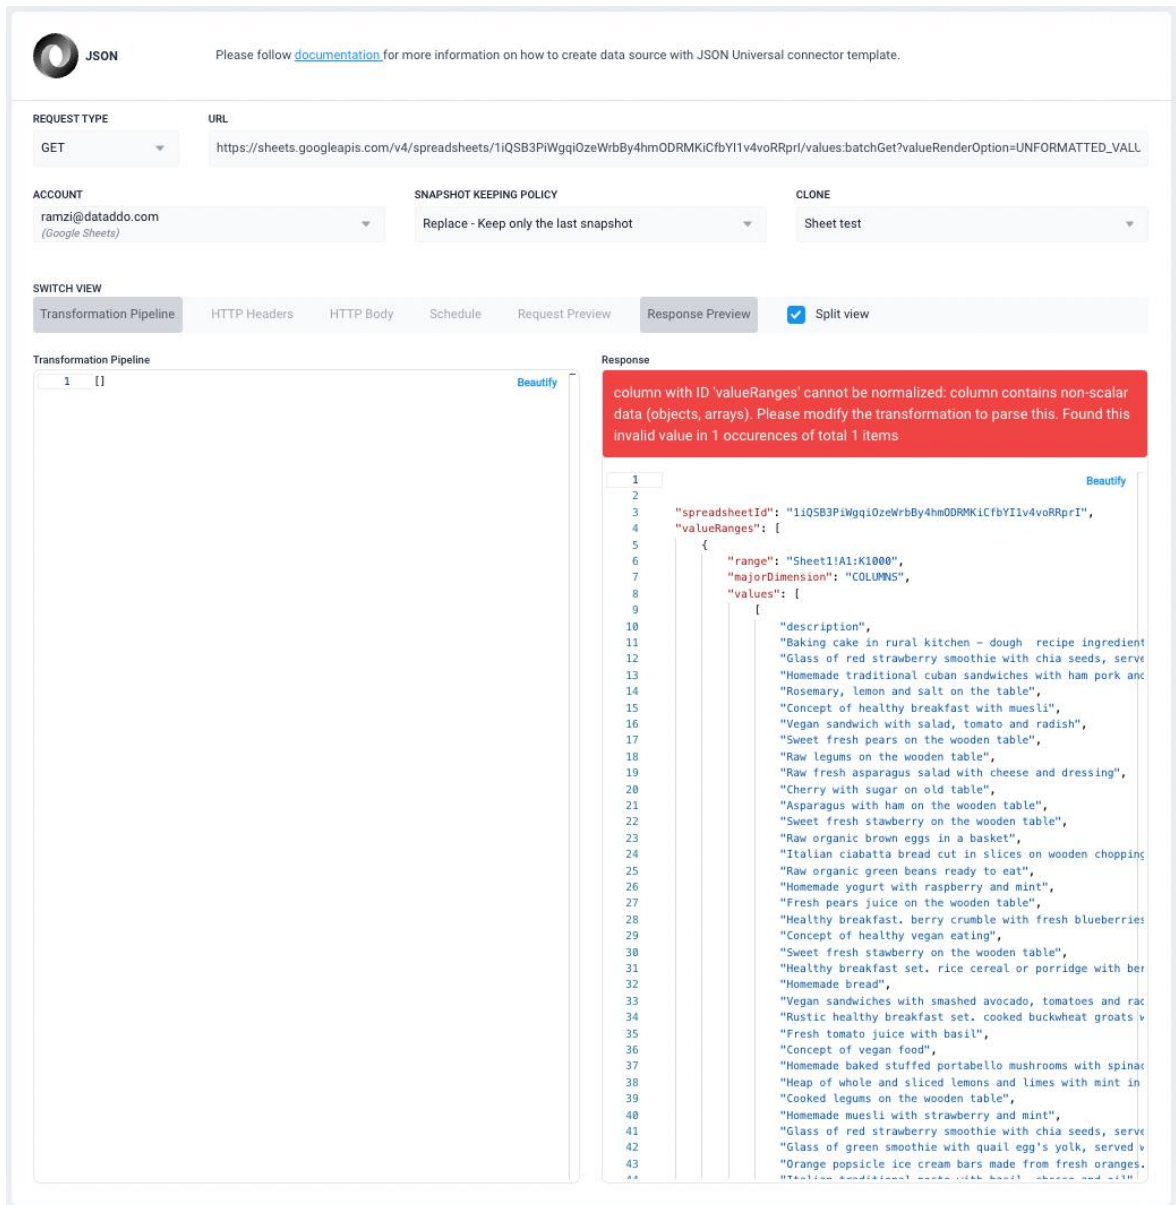 JSON
Please follow documentation for more information on how to create data source with JSON Universal connector template.
REQUEST TYPE
URL
GET
https://sheets.googleapis.com/v4/spreadsheets/1iQSB3PiWgqiOzeWrbBy4hmODRMKiCfbYI1v4voRRprI/values:batchGet?valueRenderOption=UNFORMATTED_VALU
ACCOUNT
SNAPSHOT KEEPING POLICY
CLONE
ramzi@dataddo.com
(Google Sheets)
Replace - Keep only the last snapshot
Sheet test
SWITCH VIEW
Transformation Pipeline HTTP Headers HTTP Body Schedule Request Preview Response Preview Split view
Transformation Pipeline
1 []
Beautify
Response
column with ID 'valueRanges' cannot be normalized: column contains non-scalar
data (objects, arrays). Please modify the transformation to parse this. Found this
invalid value in 1 occurences of total 1 items
1
Beautify
2
3 "spreadsheetId": "1iQSB3PiWgqiOzeWrbBy4hmODRMKiCfbYI1v4voRRprI",
4 "valueRanges": [
5 {
6 "range": "Sheet1!A1:K1000",
7 "majorDimension": "COLUMNS",
8 "values": [
9 [
10 "description",
11 "Baking cake in rural kitchen - dough recipe ingredient
12 "Glass of red strawberry smoothie with chia seeds, serve
13 "Homemade traditional cuban sandwiches with ham pork and
14 "Rosemary, lemon and salt on the table",
15 "Concept of healthy breakfast with muesli",
16 "Vegan sandwich with salad, tomato and radish",
17 "Sweet fresh pears on the wooden table",
18 "Raw legums on the wooden table",
19 "Raw fresh asparagus salad with cheese and dressing",
20 "Cherry with sugar on old table",
21 "Asparagus with ham on the wooden table",
22 "Sweet fresh stawberry on the wooden table",
23 "Raw organic brown eggs in a basket",
24 "Italian ciabatta bread cut in slices on wooden chopping
25 "Raw organic green beans ready to eat",
26 "Homemade yogurt with raspberry and mint",
27 "Fresh pears juice on the wooden table",
28 "Healthy breakfast. berry crumble with fresh blueberries
29 "Concept of healthy vegan eating",
30 "Sweet fresh stawberry on the wooden table",
31 "Healthy breakfast set. rice cereal or porridge with ber
32 "Homemade bread",
33 "Vegan sandwiches with smashed avocado, tomatoes and rad
34 "Rustic healthy breakfast set. cooked buckwheat groats w
35 "Fresh tomato juice with basil",
36 "Concept of vegan food",
37 "Homemade baked stuffed portabello mushrooms with spinac
38 "Heap of whole and sliced lemons and limes with mint in
39 "Cooked legums on the wooden table",
40 "Homemade muesli with strawberry and mint",
41 "Glass of red strawberry smoothie with chia seeds, serve
42 "Glass of green smoothie with quail egg's yolk, served w
43 "Orange popsicle ice cream bars made from fresh oranges.
44 "Italian traditional pasta with basil, cheese and oil"